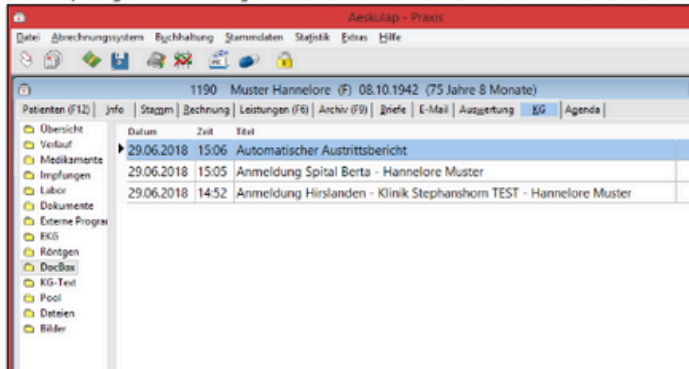 Aeskulap - Praxis
Datei Abrechnungssystem Buchhaltung Stammdaten Statistik Extras Hilfe
1190 Muster Hannelore (F) 08.10.1942 (75 Jahre 8 Monate)
Patienten (F12) Info Stamm Rechnung Leistungen (F6) Archiv (F9) Briefe E-Mail Auswertung KG Agenda
Übersicht
Verlauf
Medikamente
Impfungen
Labor
Dokumente
Externe Progra
EKG
Röntgen
DocBox
KG-Text
Pool
Dateien
Bilder
Datum Zeit Titel
29.06.2018 15:06 Automatischer Austrittsbericht
29.06.2018 15:05 Anmeldung Spital Berta - Hannelore Muster
29.06.2018 14:52 Anmeldung Hirslanden - Klinik Stephanshorn TEST - Hannelore Muster